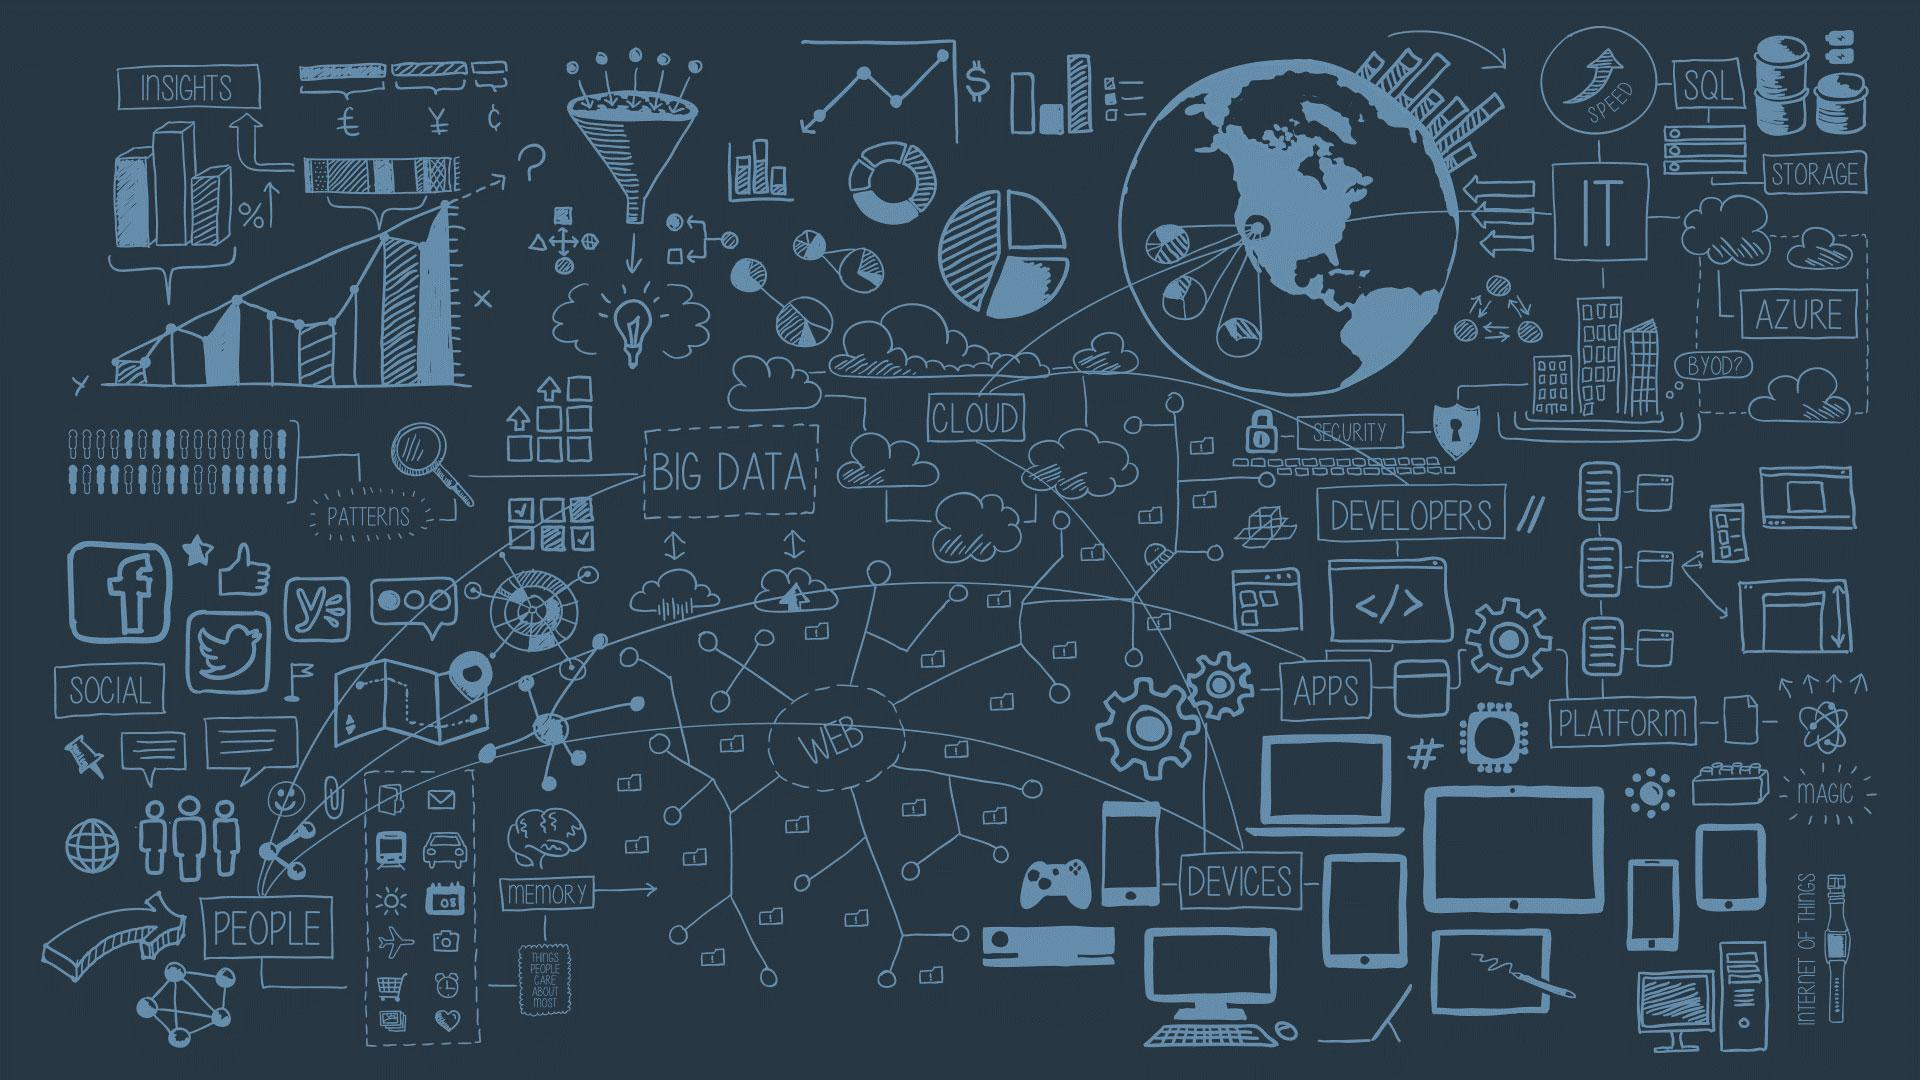 INSIGHTS
€ ¥ ¢
%
?
X
Y
$
SPEED
SQL
STORAGE
IT
AZURE
BYOD?
CLOUD
SECURITY
BIG DATA
PATTERNS
DEVELOPERS //
</>
f
y
SOCIAL
WEB
APPS
PLATFORM
#
MAGIC
MEMORY
DEVICES
PEOPLE
08
THINGS
PEOPLE
CARE
ABOUT
MOST
INTERNET OF THINGS